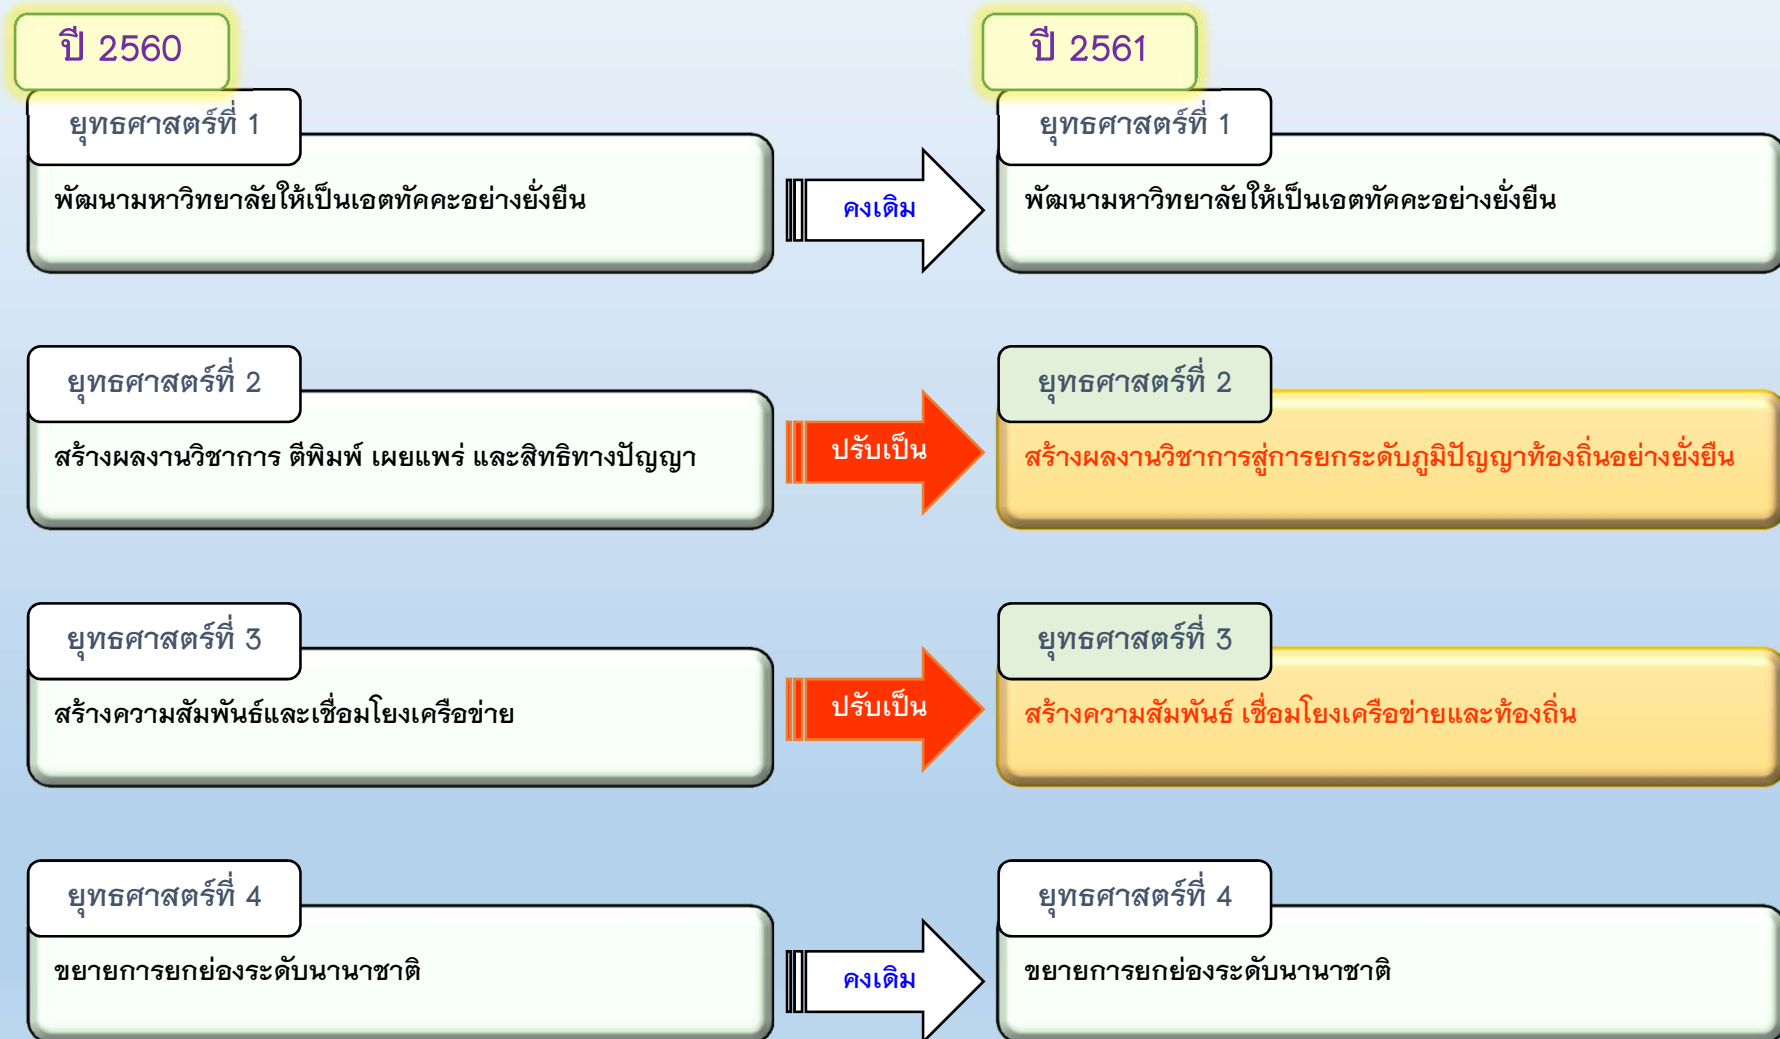 ปี 2560
ปี 2561
ยุทธศาสตร์ที่ 1
พัฒนามหาวิทยาลัยให้เป็นเอตทัคคะอย่างยั่งยืน
คงเดิม
ยุทธศาสตร์ที่ 1
พัฒนามหาวิทยาลัยให้เป็นเอตทัคคะอย่างยั่งยืน
ยุทธศาสตร์ที่ 2
สร้างผลงานวิชาการ ตีพิมพ์ เผยแพร่ และสิทธิทางปัญญา
ปรับเป็น
ยุทธศาสตร์ที่ 2
สร้างผลงานวิชาการสู่การยกระดับภูมิปัญญาท้องถิ่นอย่างยั่งยืน
ยุทธศาสตร์ที่ 3
สร้างความสัมพันธ์และเชื่อมโยงเครือข่าย
ปรับเป็น
ยุทธศาสตร์ที่ 3
สร้างความสัมพันธ์ เชื่อมโยงเครือข่ายและท้องถิ่น
ยุทธศาสตร์ที่ 4
ขยายการยกย่องระดับนานาชาติ
คงเดิม
ยุทธศาสตร์ที่ 4
ขยายการยกย่องระดับนานาชาติ